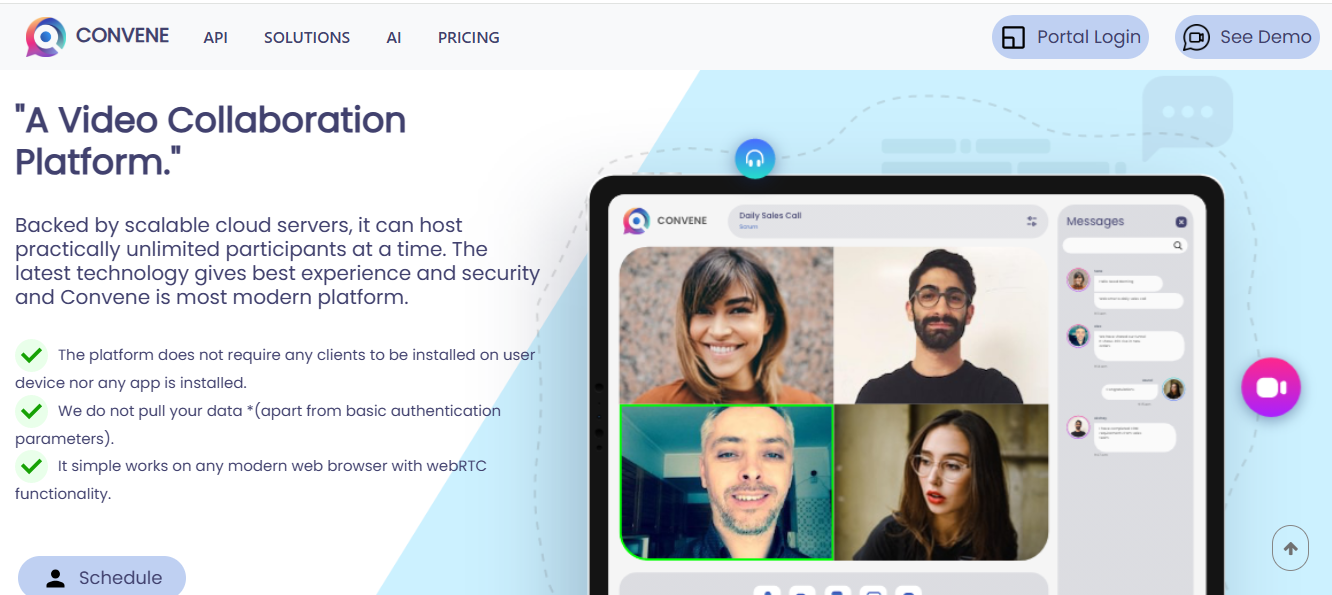 CONVENE
API
SOLUTIONS
AI
PRICING
Portal Login
See Demo
"A Video Collaboration
Platform."
Backed by scalable cloud servers, it can host
practically unlimited participants at a time. The
latest technology gives best experience and security
and Convene is most modern platform.
The platform does not require any clients to be installed on user
device nor any app is installed.
We do not pull your data *(apart from basic authentication
parameters).
It simple works on any modern web browser with webRTC
functionality.
Schedule
CONVENE
Daily Sales Call
Scrum
Messages